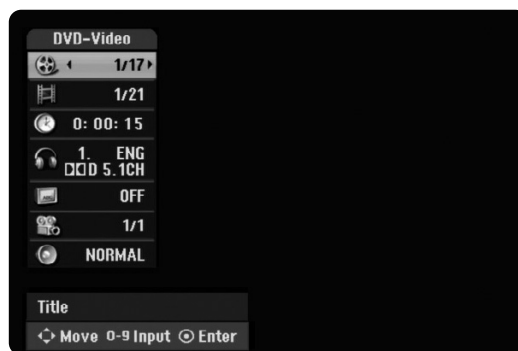 DVD-Video
1/17
1/21
0: 00: 15
1. ENG
D 5.1CH
OFF
1/1
NORMAL
Title
Move 0-9 Input Enter